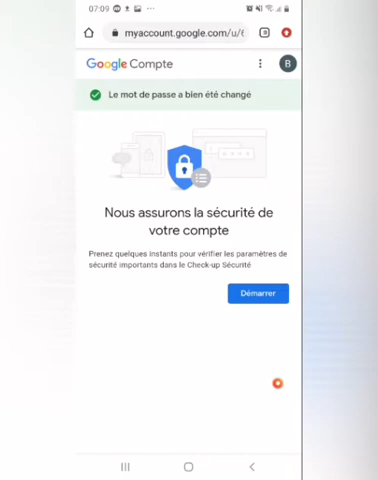 07:09
myaccount.google.com/u/6
Google Compte
B
Le mot de passe a bien été changé
Nous assurons la sécurité de
votre compte
Prenez quelques instants pour vérifier les paramètres de
sécurité importants dans le Check-up Sécurité
Démarrer